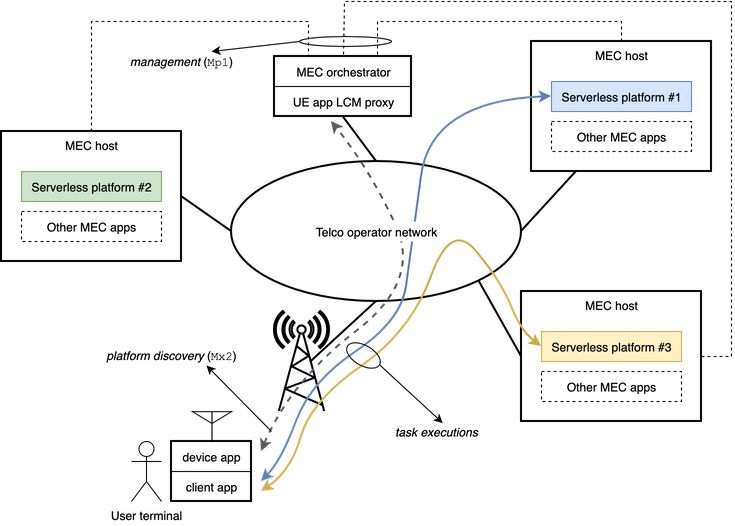 management (Mp1)
MEC orchestrator
UE app LCM proxy
MEC host
Serverless platform #1
Other MEC apps
MEC host
Serverless platform #2
Other MEC apps
Telco operator network
MEC host
Serverless platform #3
Other MEC apps
platform discovery (Mx2)
task executions
device app
client app
User terminal